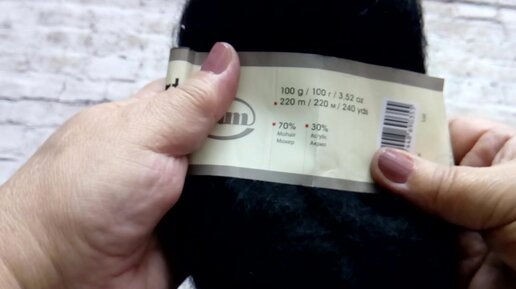 100 g / 100 г / 3.52 oz
220 m / 220 м / 240 yds
70% 30%
Mohair Acrylic
Мохер Акрил